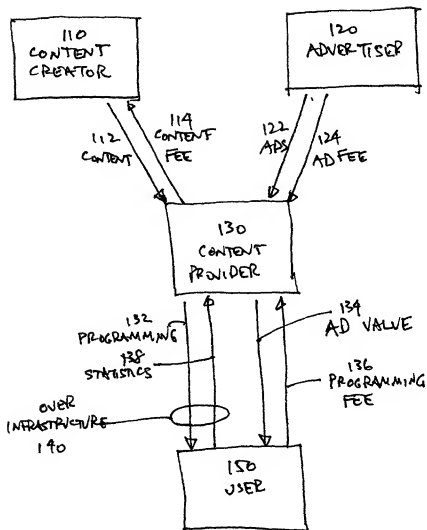 110
CONTENT
CREATOR
120
ADVERTISER
112
CONTENT
114
CONTENT
FEE
122
ADS
124
AD FEE
130
CONTENT
PROVIDER
132
PROGRAMMING
138
STATISTICS
134
AD VALUE
136
PROGRAMMING
FEE
OVER
INFRASTRUCTURE
140
150
USER